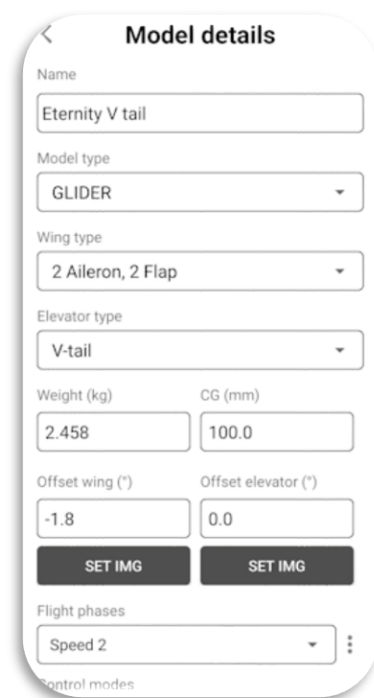 Model details
Name
Eternity V tail
Model type
GLIDER
Wing type
2 Aileron, 2 Flap
Elevator type
V-tail
Weight (kg) CG (mm)
2.458 100.0
Offset wing (°) Offset elevator (°)
-1.8 0.0
SET IMG SET IMG
Flight phases
Speed 2
Control modes